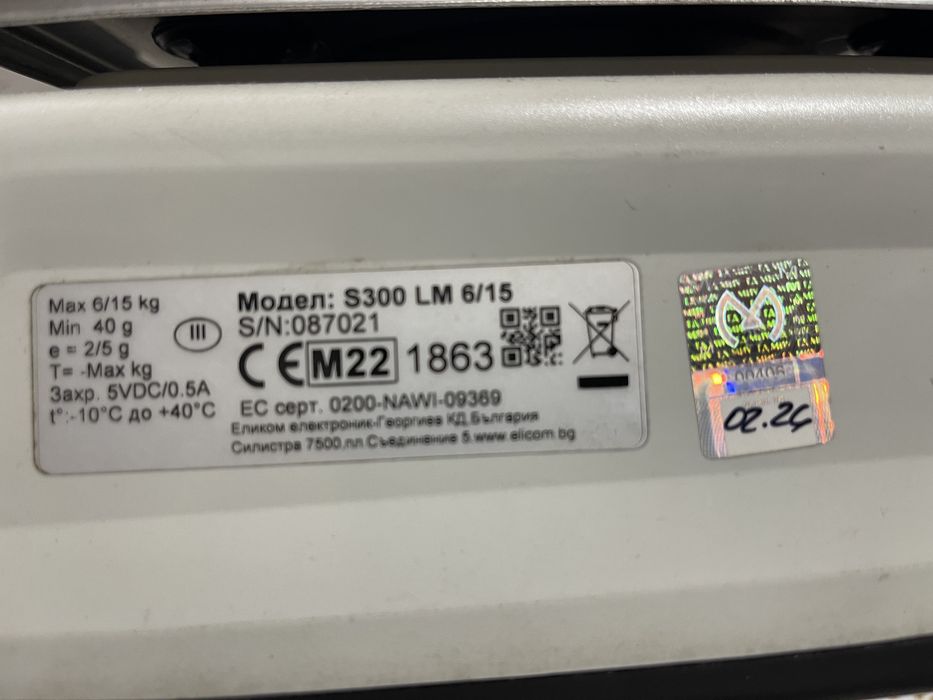 Max 6/15 kg
Min 40 g
e = 2/5 g
T= -Max kg
Захр. 5VDC/0.5A
t°:-10°C до +40°C
III
Модел: S300 LM 6/15
S/N:087021
CE M22 1863
ЕС серт. 0200-NAWI-09369
Еликом електроник-Георгиев КД,България
Силистра 7500,пл.Съединение 5,www.elicom.bg
02.24